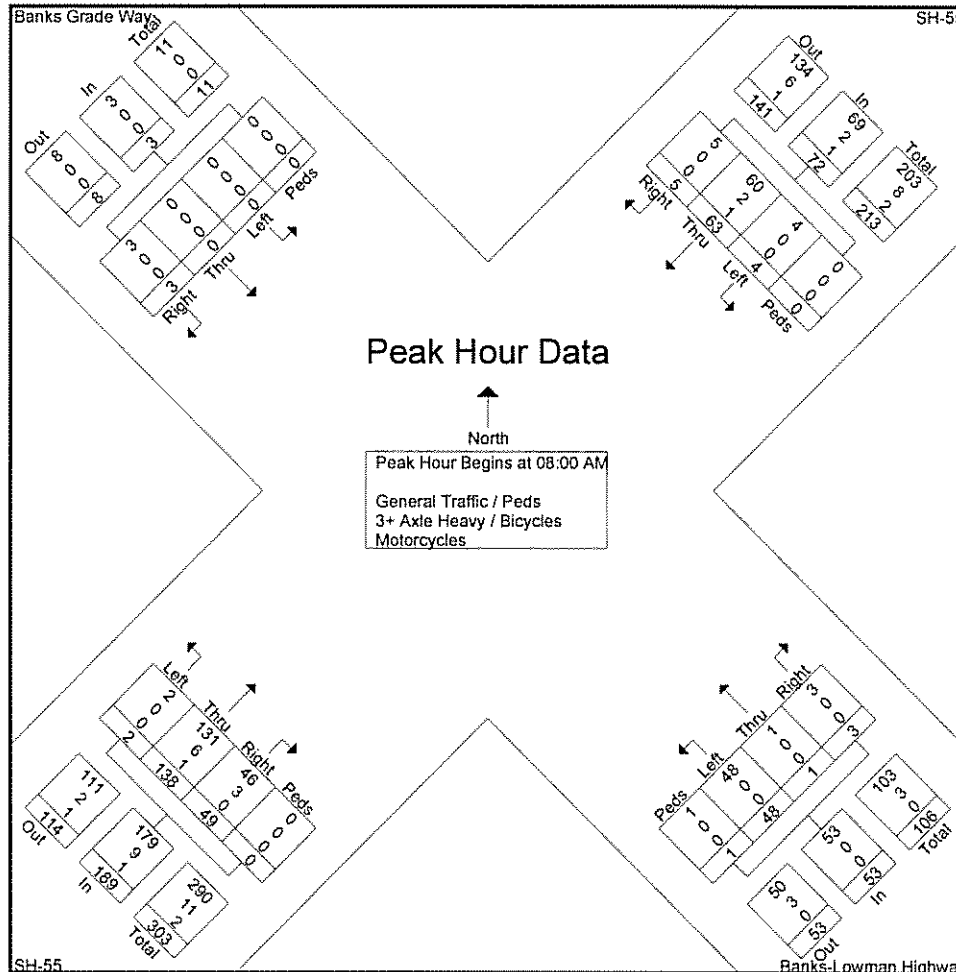 Banks Grade Way
SH-5
Out
In
Total
8
0
0
8
3
0
0
3
11
0
0
11
3
0
0
3
0
0
0
0
0
0
0
0
0
0
0
0
Right
Thru
Left
Peds
Out
In
Total
134
6
1
141
69
2
1
72
203
8
2
213
5
0
0
5
60
2
1
63
4
0
0
4
0
0
0
0
Right
Thru
Left
Peds
Peak Hour Data
North
Peak Hour Begins at 08:00 AM
General Traffic / Peds
3+ Axle Heavy / Bicycles
Motorcycles
Left
Thru
Right
Peds
2
0
0
2
131
6
1
138
46
3
0
49
0
0
0
0
111
2
1
114
179
9
1
189
290
11
2
303
Out
In
Total
Peds
Left
Thru
Right
1
0
0
1
48
0
0
48
1
0
0
1
3
0
0
3
50
3
0
53
53
0
0
53
103
3
0
106
Out
In
Total
SH-55
Banks-Lowman Highwa